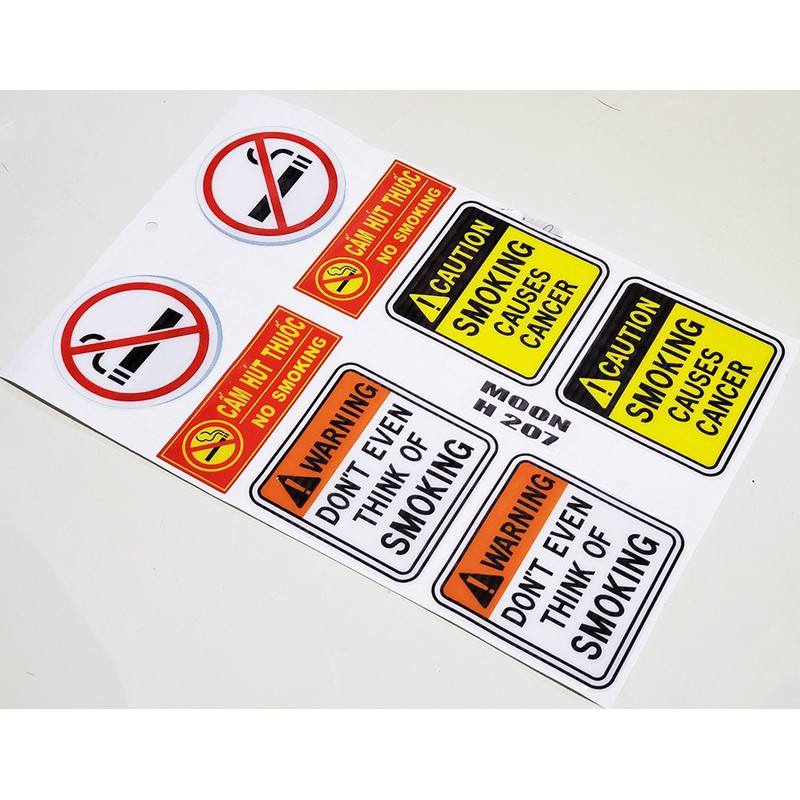 CẤM HÚT THUỐC
NO SMOKING
CẤM HÚT THUỐC
NO SMOKING
CAUTION
SMOKING
CAUSES
CANCER
CAUTION
SMOKING
CAUSES
CANCER
MOON
H 207
WARNING
DON'T EVEN
THINK OF
SMOKING
WARNING
DON'T EVEN
THINK OF
SMOKING